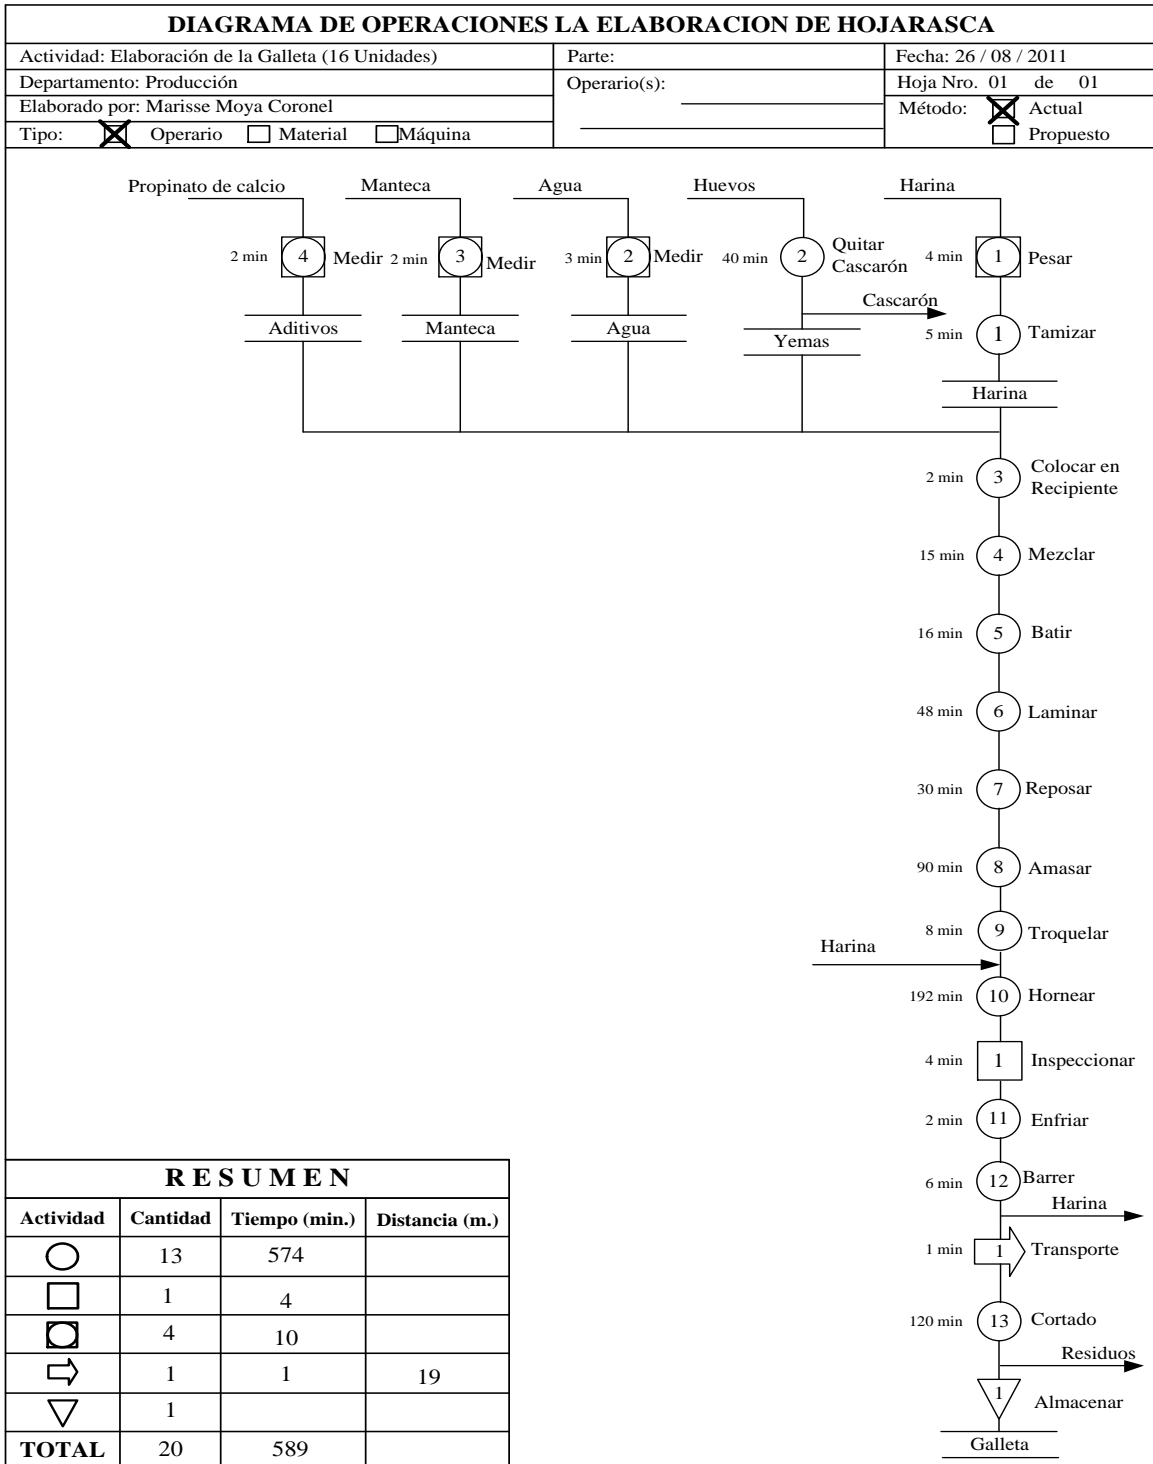 DIAGRAMA DE OPERACIONES LA ELABORACION DE HOJARASCA
Actividad: Elaboración de la Galleta (16 Unidades)
Parte:
Fecha: 26 / 08 / 2011
Departamento: Producción
Operario(s):
Hoja Nro. 01 de 01
Elaborado por: Marisse Moya Coronel
Método: Actual
Tipo: Operario Material Máquina
Propuesto
Propinato de calcio
Manteca
Agua
Huevos
Harina
2 min 4 Medir
2 min 3 Medir
3 min 2 Medir
40 min 2 Quitar
Cascarón
4 min 1 Pesar
Cascarón
Aditivos
Manteca
Agua
Yemas
5 min 1 Tamizar
Harina
2 min 3 Colocar en
Recipiente
15 min 4 Mezclar
16 min 5 Batir
48 min 6 Laminar
30 min 7 Reposar
90 min 8 Amasar
8 min 9 Troquelar
Harina
192 min 10 Hornear
4 min 1 Inspeccionar
2 min 11 Enfriar
6 min 12 Barrer
Harina
1 min 1 Transporte
120 min 13 Cortado
Residuos
1 Almacenar
Galleta
R E S U M E N
Actividad Cantidad Tiempo (min.) Distancia (m.)
13 574
1 4
4 10
1 1 19
1
TOTAL 20 589